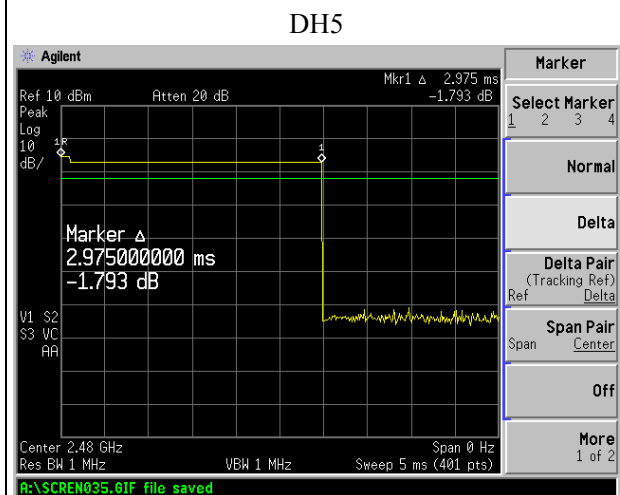 DH5
Agilent
Marker
Mkr1 Δ 2.975 ms
Ref 10 dBm Atten 20 dB -1.793 dB
Peak
Log
10
dB/
1R
1
Marker Δ
2.975000000 ms
-1.793 dB
V1 S2
S3 VC
AA
Center 2.48 GHz Span 0 Hz
Res BW 1 MHz VBW 1 MHz Sweep 5 ms (401 pts)
A:\SCREN035.GIF file saved
Select Marker
1 2 3 4
Normal
Delta
Delta Pair
(Tracking Ref)
Ref Delta
Span Pair
Span Center
Off
More
1 of 2